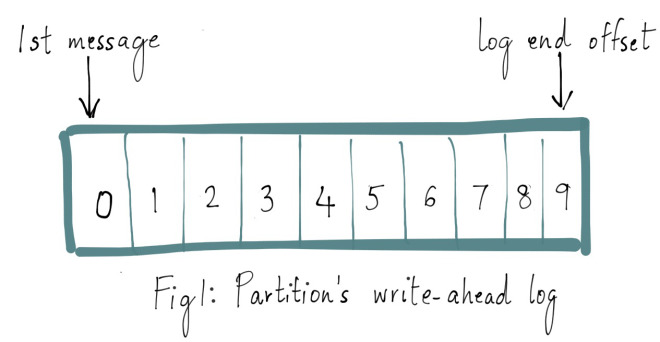 1st message
log end offset
0 1 2 3 4 5 6 7 8 9
Fig1: Partition's write-ahead log